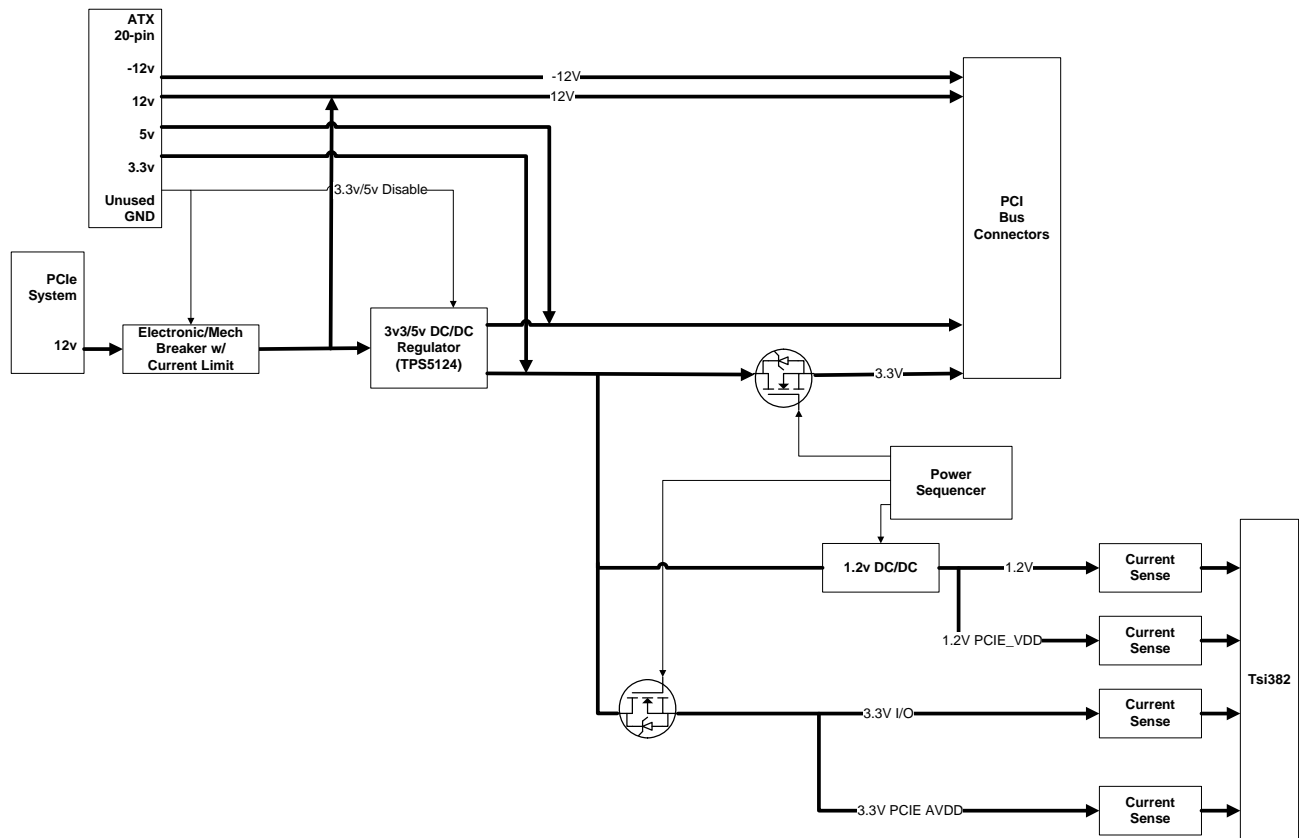 ATX
20-pin
-12v
12v
5v
3.3v
Unused
GND
-12V
12V
3.3v/5v Disable
PCI
Bus
Connectors
PCIe
System
12v
Electronic/Mech
Breaker w/
Current Limit
3v3/5v DC/DC
Regulator
(TPS5124)
3.3V
Power
Sequencer
1.2v DC/DC
1.2V
Current
Sense
1.2V PCIE_VDD
Current
Sense
Tsi382
3.3V I/O
Current
Sense
3.3V PCIE AVDD
Current
Sense